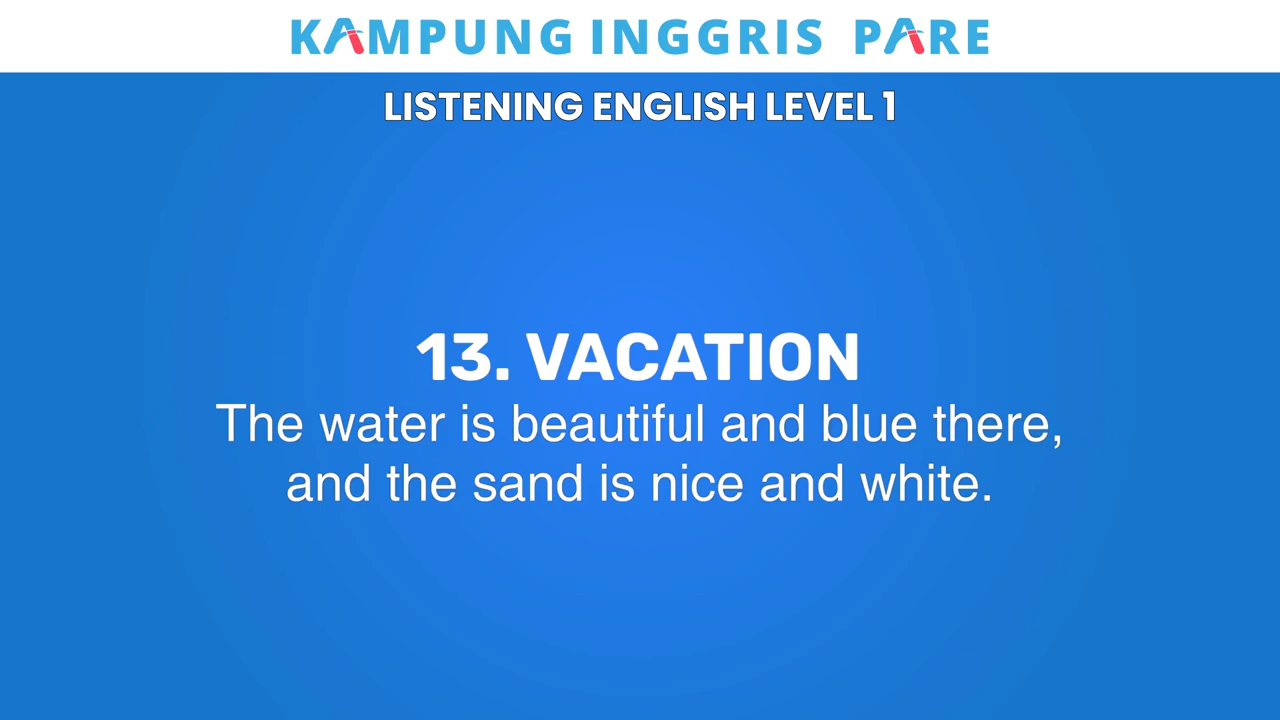 KAMPUNG INGGRIS PARE
LISTENING ENGLISH LEVEL 1
13. VACATION
The water is beautiful and blue there,
and the sand is nice and white.